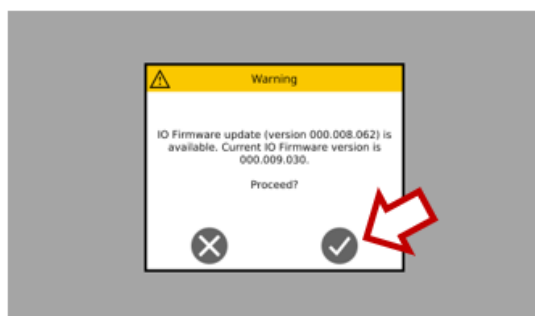 Warning
IO Firmware update (version 000.008.062) is
available. Current IO Firmware version is
000.009.030.
Proceed?